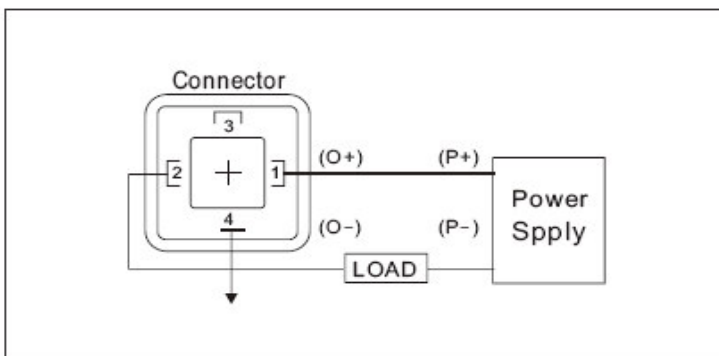 Connector
3
2
1
4
(O+)
(P+)
(O−)
(P−)
Power
Spply
LOAD